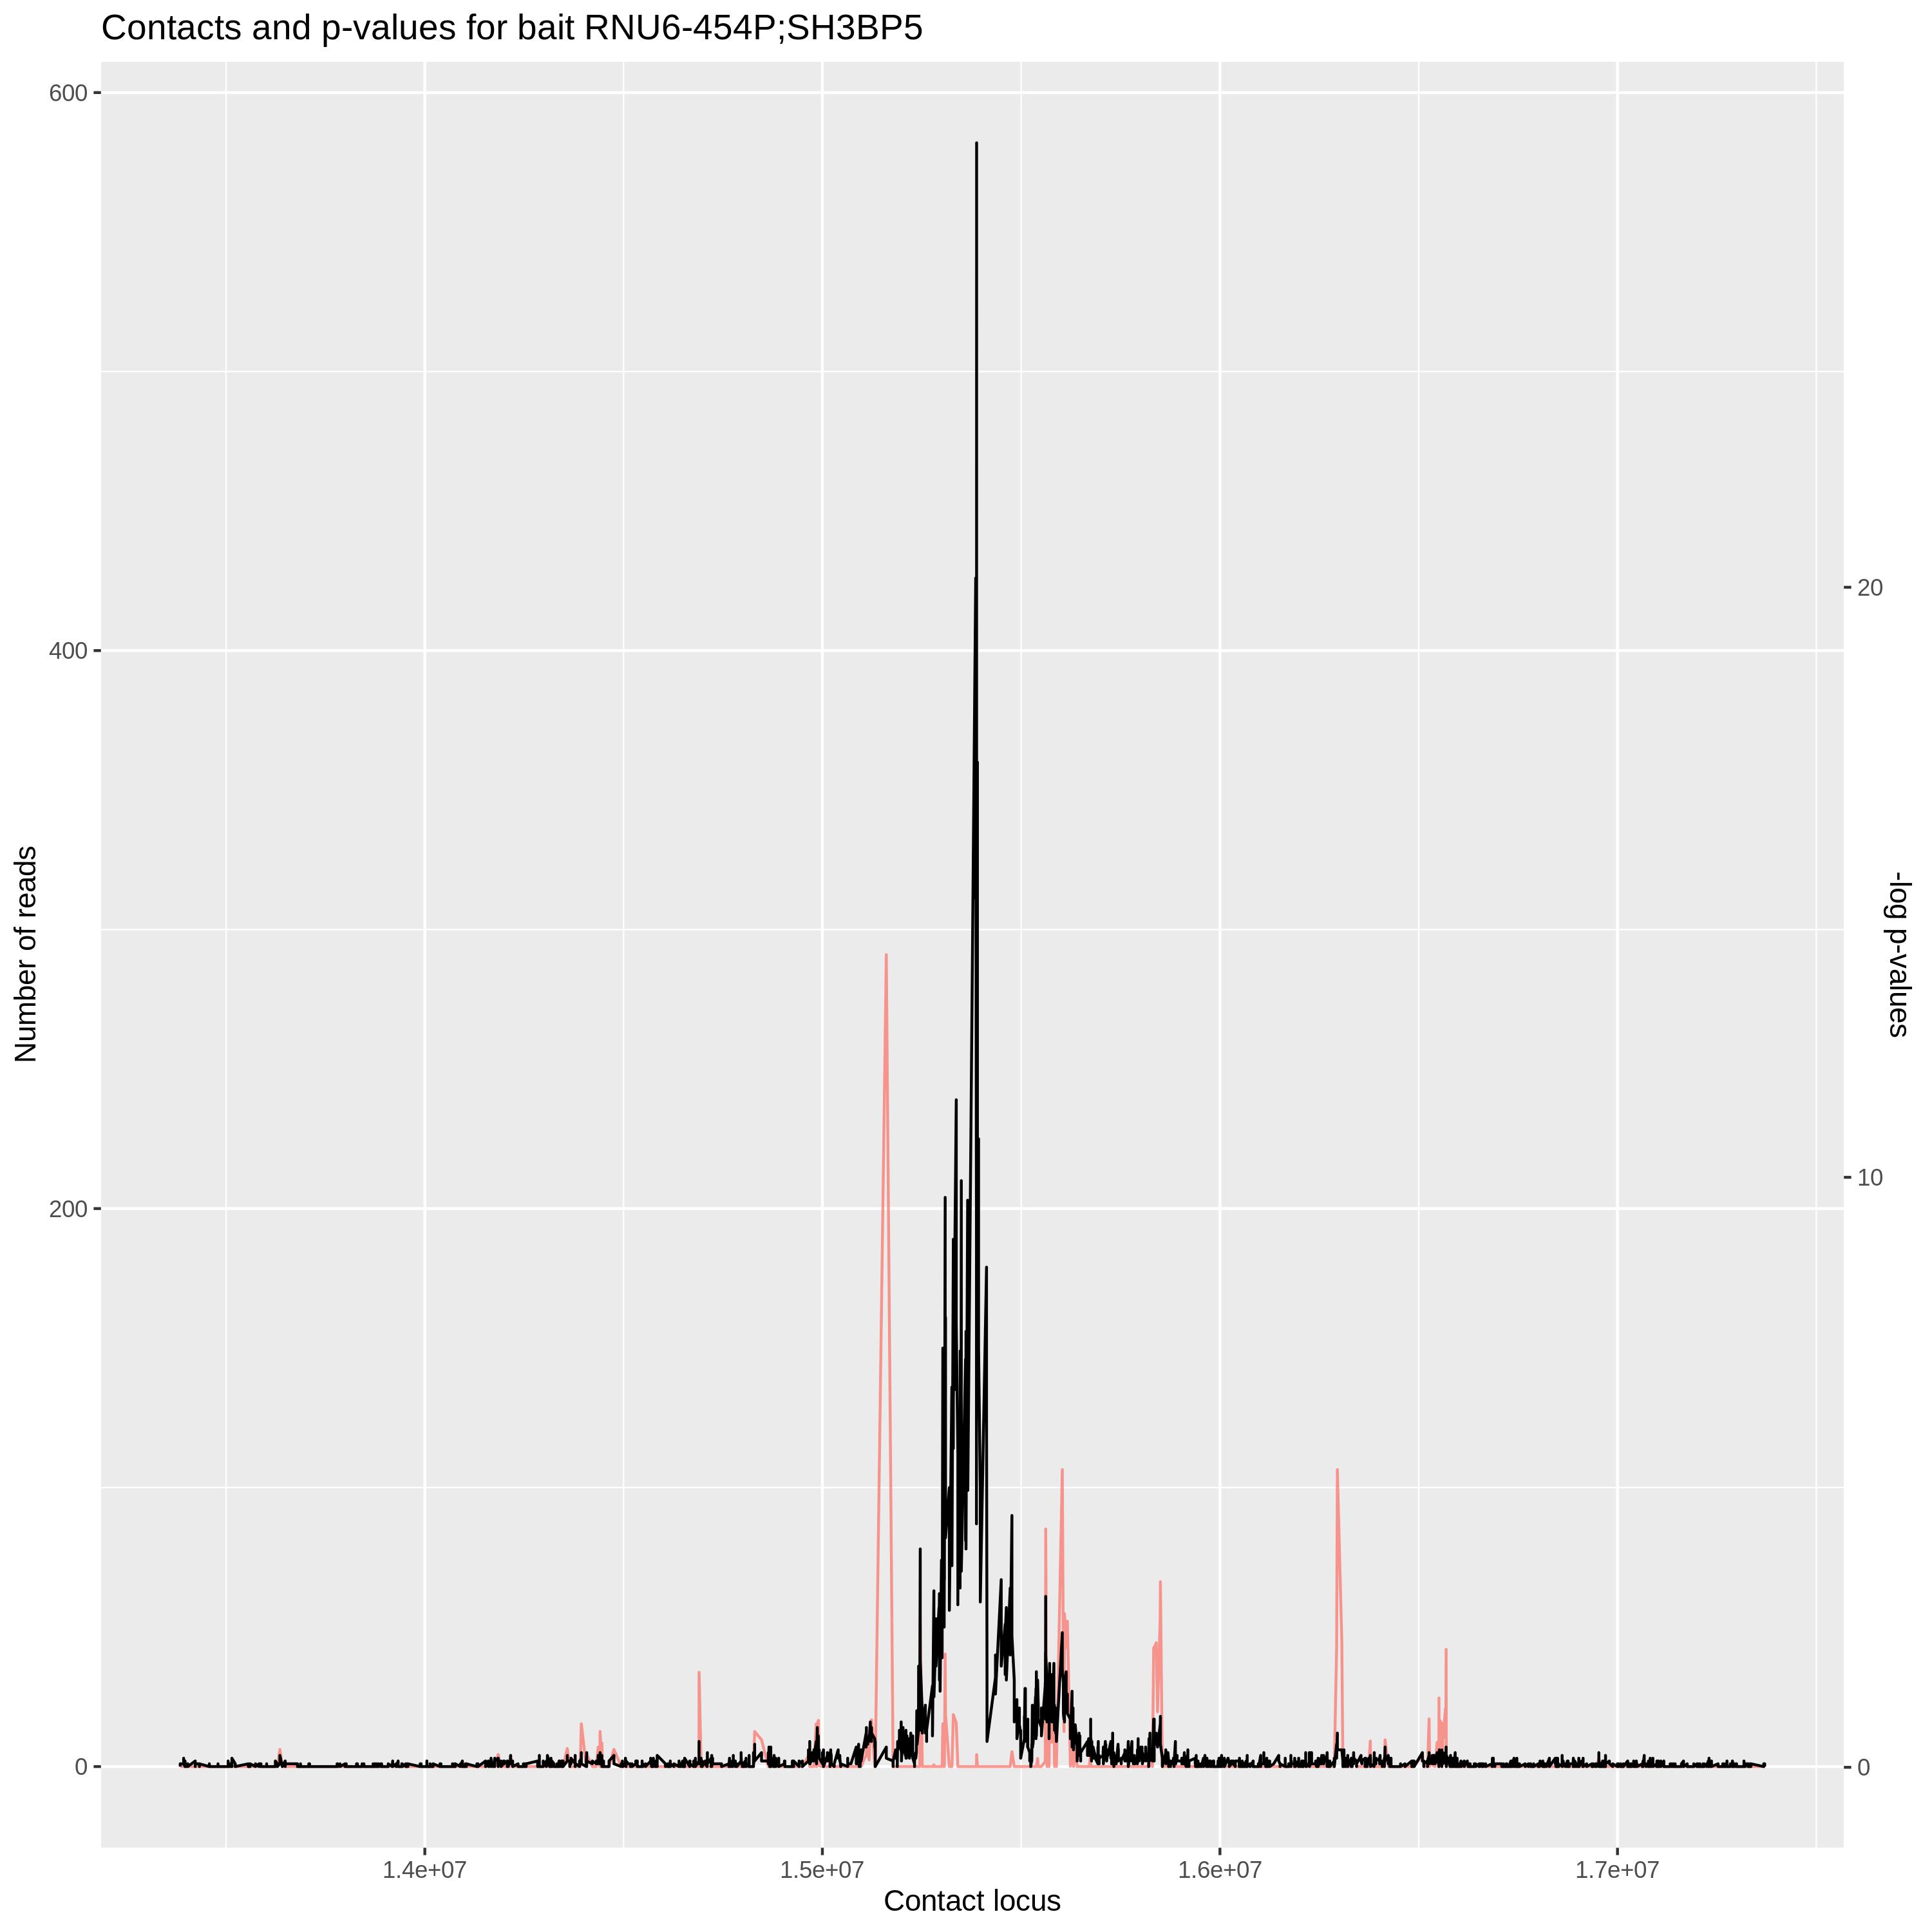 Contacts and p-values for bait RNU6-454P;SH3BP5
600
400
200
0
Number of reads
20
10
0
-log p-values
1.4e+07
1.5e+07
1.6e+07
1.7e+07
Contact locus